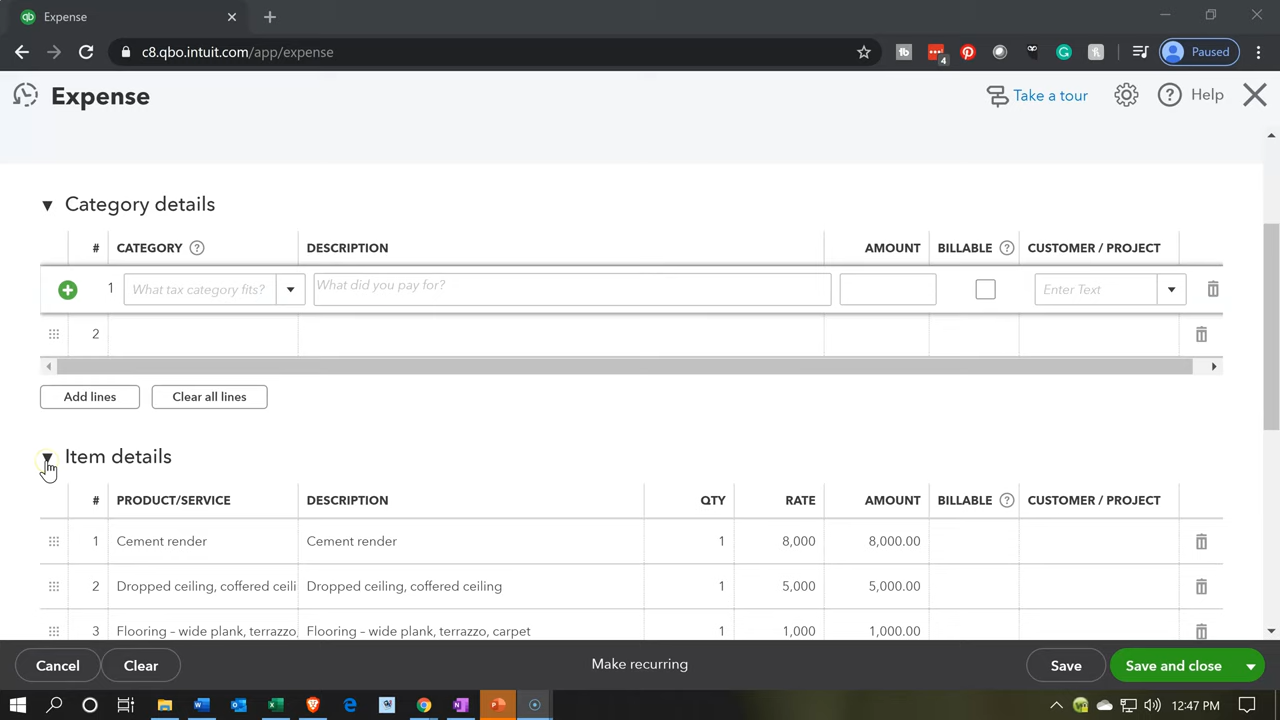 Expense
c8.qbo.intuit.com/app/expense
4
Paused
Expense
Take a tour
Help
Category details
# CATEGORY ? DESCRIPTION AMOUNT BILLABLE ? CUSTOMER / PROJECT
1 What tax category fits? What did you pay for? Enter Text
2
Add lines Clear all lines
Item details
# PRODUCT/SERVICE DESCRIPTION QTY RATE AMOUNT BILLABLE ? CUSTOMER / PROJECT
1 Cement render Cement render 1 8,000 8,000.00
2 Dropped ceiling, coffered ceili Dropped ceiling, coffered ceiling 1 5,000 5,000.00
3 Flooring – wide plank, terrazzo, Flooring – wide plank, terrazzo, carpet 1 1,000 1,000.00
Cancel Clear Make recurring Save Save and close
12:47 PM